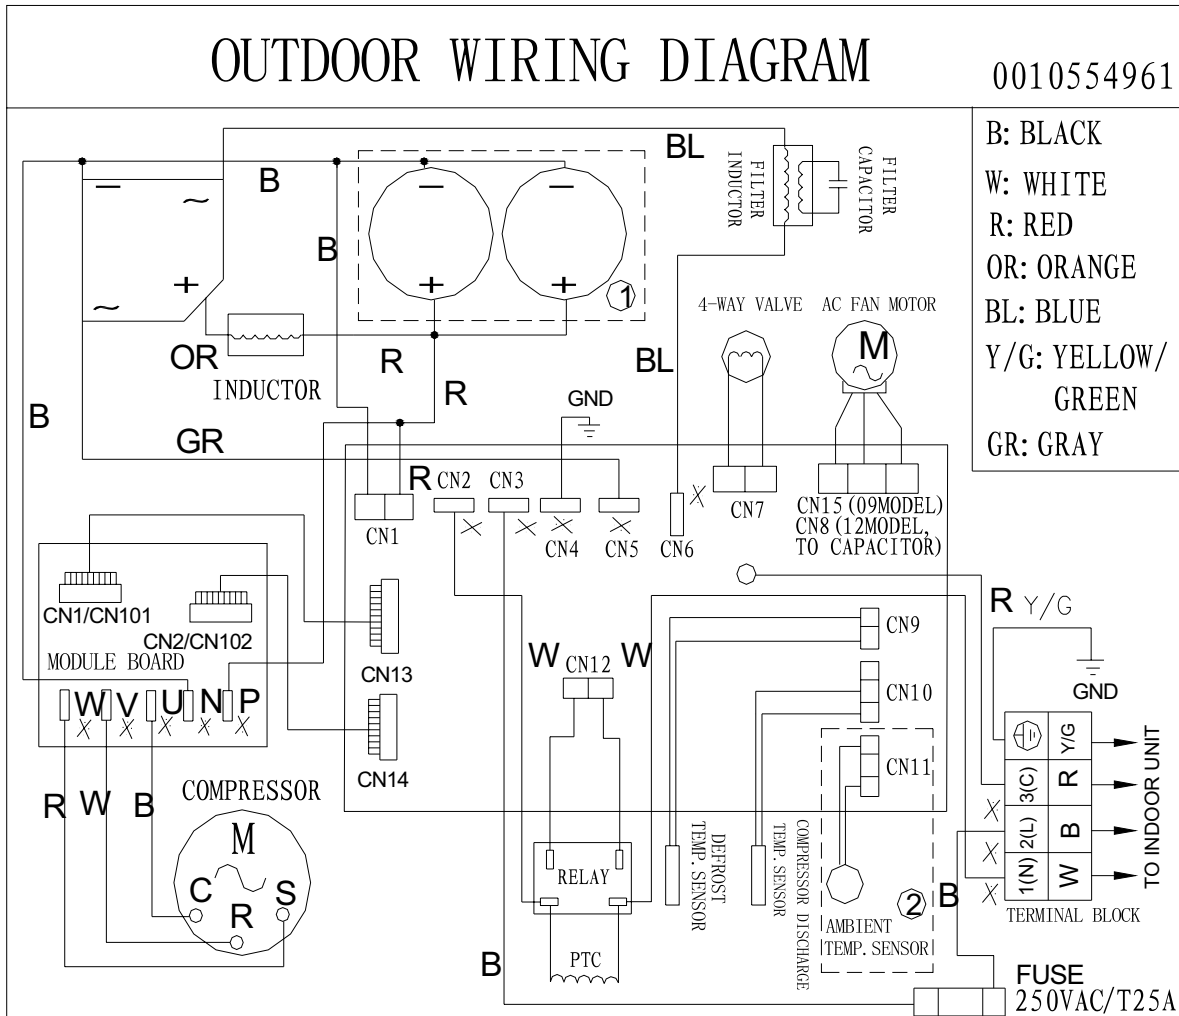 OUTDOOR WIRING DIAGRAM
0010554961
B: BLACK
W: WHITE
R: RED
OR: ORANGE
BL: BLUE
Y/G: YELLOW/
GREEN
GR: GRAY
B
BL
FILTER
INDUCTOR
FILTER
CAPACITOR
B
1
OR
INDUCTOR
R
R
BL
4-WAY VALVE
AC FAN MOTOR
M
B
GR
GND
R
CN1
CN2
CN3
CN4
CN5
CN6
CN7
CN15(09MODEL)
CN8(12MODEL,
TO CAPACITOR)
CN1/CN101
CN2/CN102
MODULE BOARD
W V U N P
CN13
CN14
W
CN12
W
CN9
CN10
CN11
R Y/G
GND
Y/G
3(C) R
2(L) B
1(N) W
TO INDOOR UNIT
TERMINAL BLOCK
R W B
COMPRESSOR
M
C R S
RELAY
PTC
DEFROST
TEMP. SENSOR
COMPRESSOR DISCHARGE
TEMP. SENSOR
2
AMBIENT
TEMP. SENSOR
B
B
FUSE
250VAC/T25A